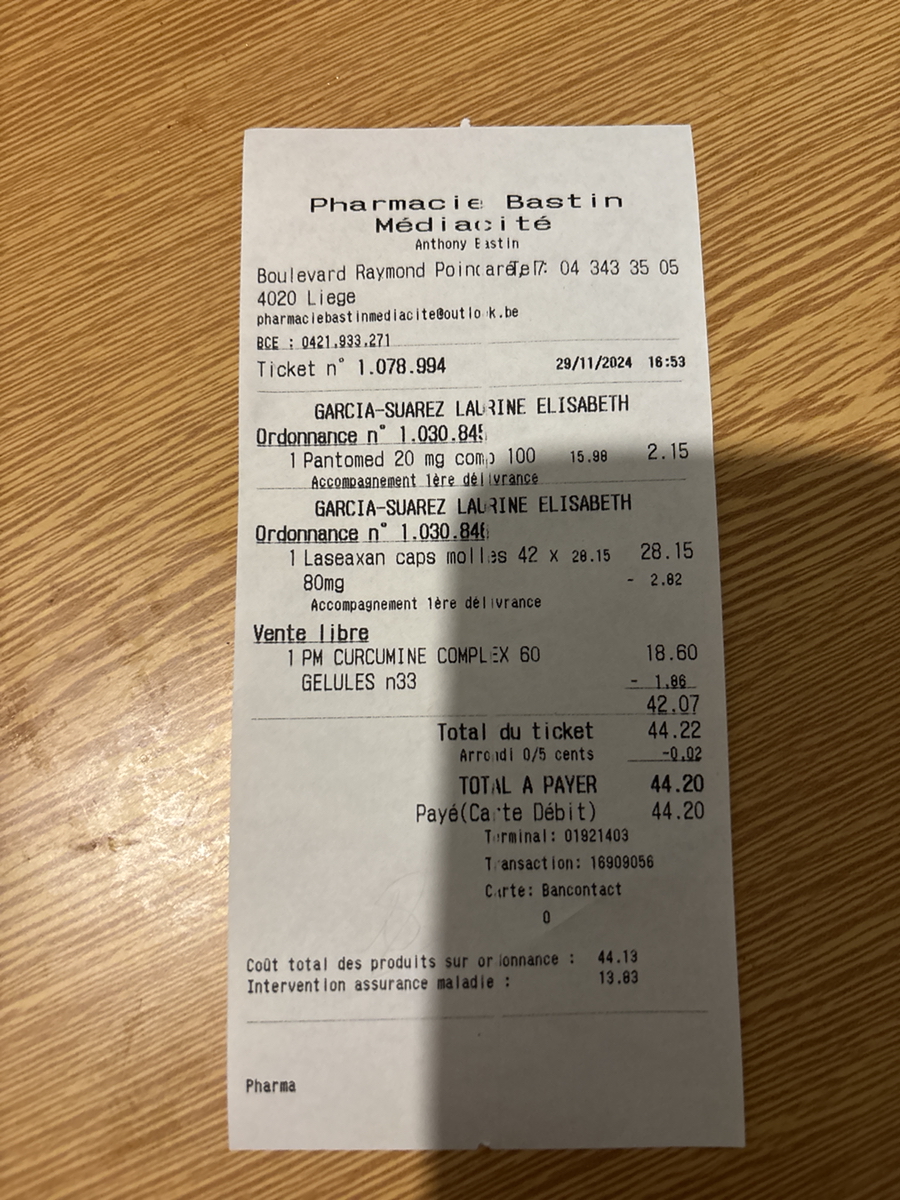 Pharmacie Bastin
Médiacité
Anthony Bastin
Boulevard Raymond Poincaré, 7 Tel : 04 343 35 05
4020 Liege
pharmaciebastinmediacite@outlook.be
BCE : 0421.933.271
Ticket n° 1.078.994 29/11/2024 16:53
GARCIA-SUAREZ LAURINE ELISABETH
Ordonnance n° 1.030.845
1 Pantomed 20 mg comp 100 15.98 2.15
Accompagnement 1ère délivrance
GARCIA-SUAREZ LAURINE ELISABETH
Ordonnance n° 1.030.846
1 Laseaxan caps molles 42 x 28.15 28.15
80mg - 2.82
Accompagnement 1ère délivrance
Vente libre
1 PM CURCUMINE COMPLEX 60 18.60
GELULES n33 - 1.86
42.07
Total du ticket 44.22
Arrondi 0/5 cents -0.02
TOTAL A PAYER 44.20
Payé(Carte Débit) 44.20
Terminal: 01921403
Transaction: 16909056
Carte: Bancontact
0
Coût total des produits sur ordonnance : 44.13
Intervention assurance maladie : 13.83
Pharma